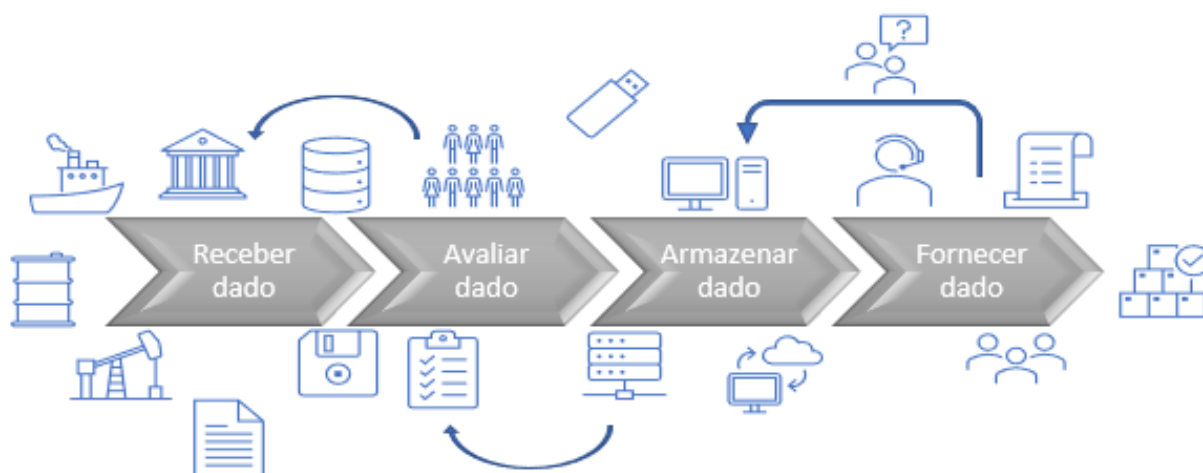 ?
Receber
dado
Avaliar
dado
Armazenar
dado
Fornecer
dado